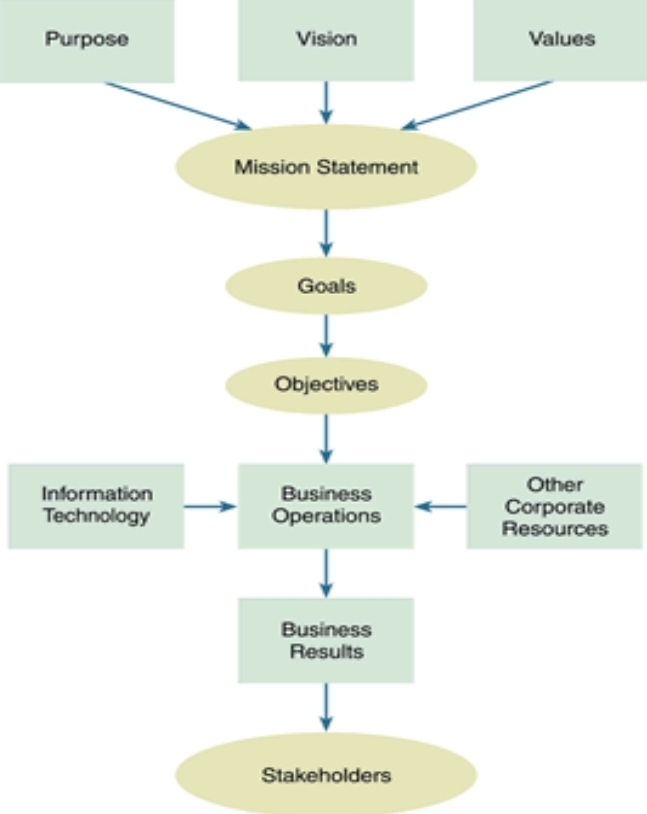 Purpose
Vision
Values
Mission Statement
Goals
Objectives
Information
Technology
Business
Operations
Other
Corporate
Resources
Business
Results
Stakeholders